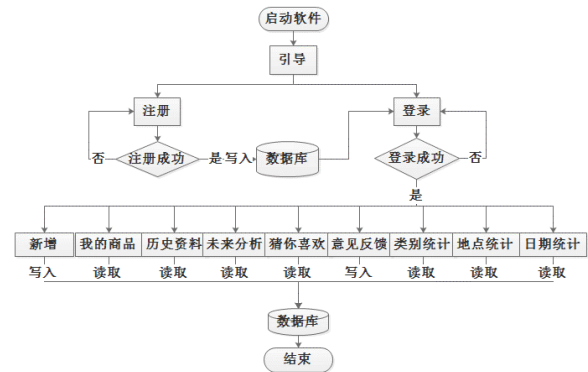 启动软件
引导
注册
登录
否
注册成功
是
写入
数据库
登录成功
否
是
新增
我的商品
历史资料
未来分析
猜你喜欢
意见反馈
类别统计
地点统计
日期统计
写入
读取
读取
读取
读取
写入
读取
读取
读取
数据库
结束